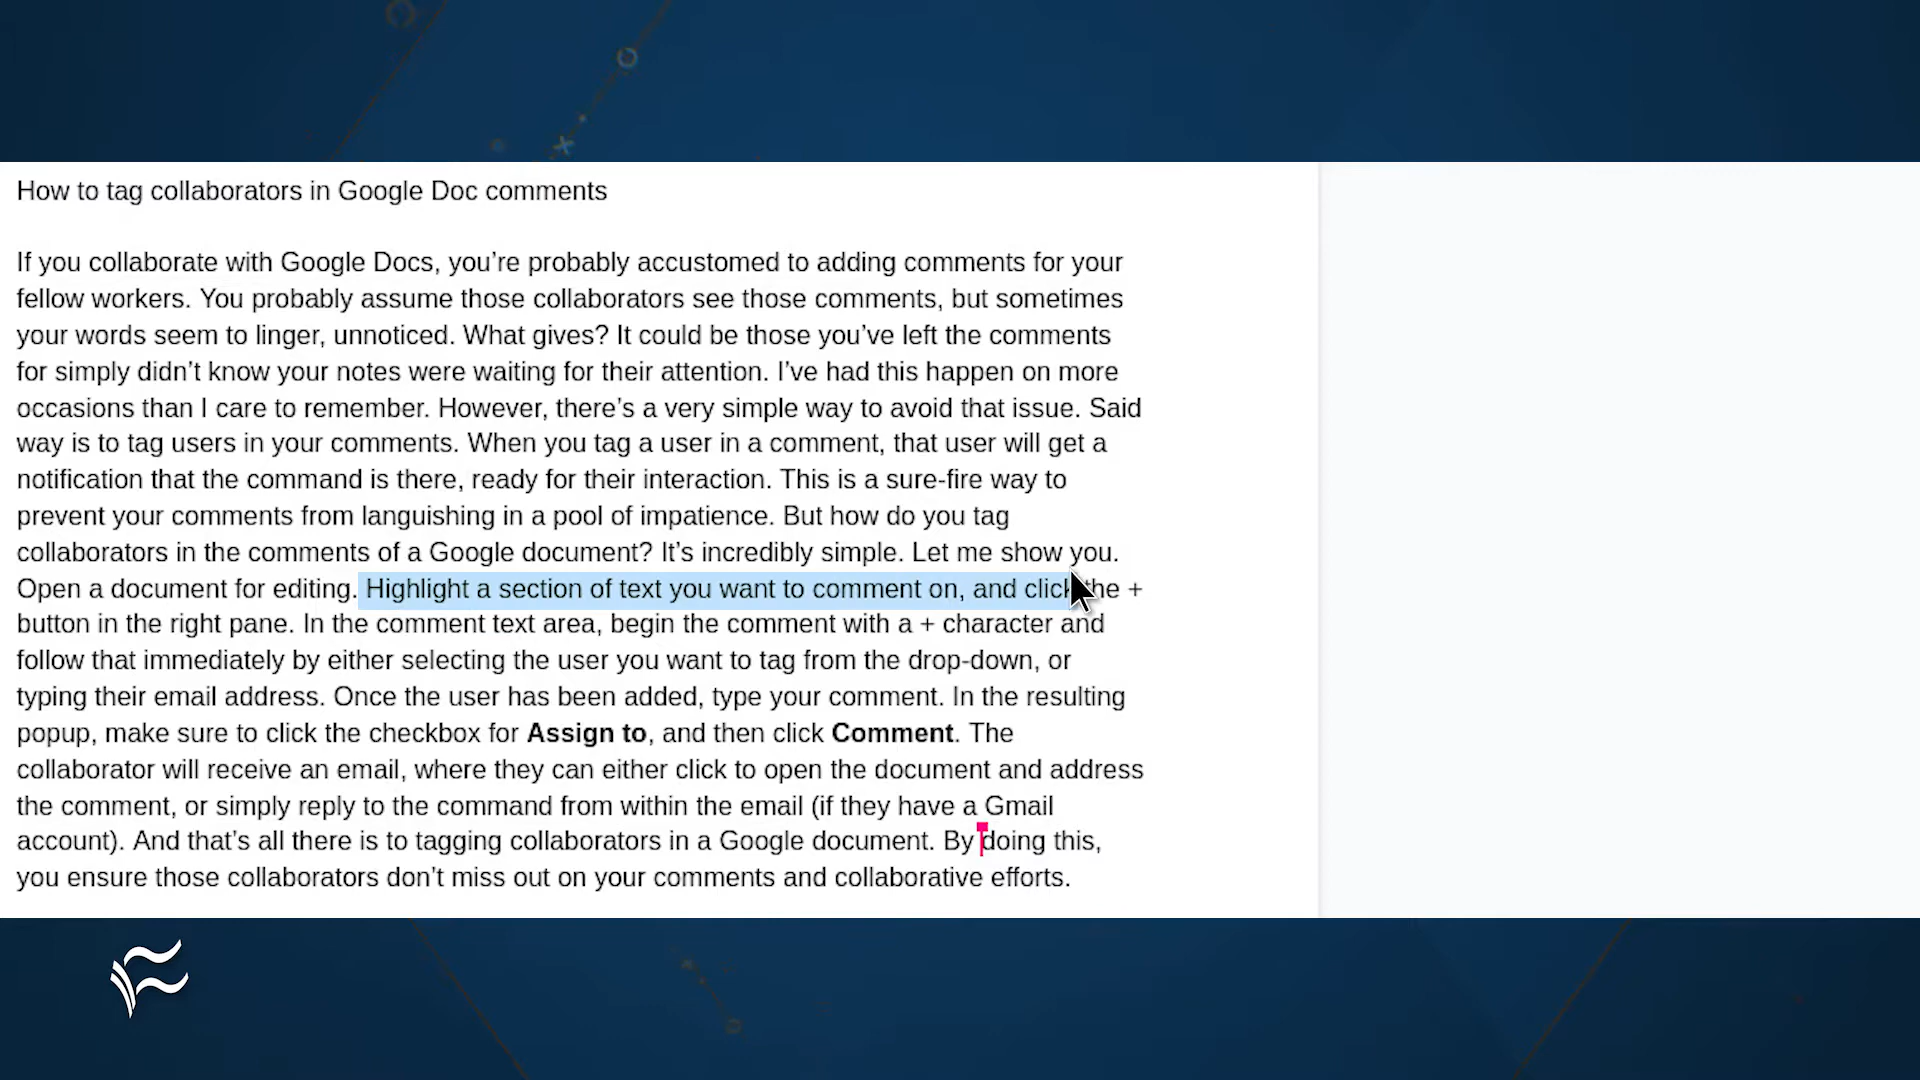 How to tag collaborators in Google Doc comments
If you collaborate with Google Docs, you’re probably accustomed to adding comments for your
fellow workers. You probably assume those collaborators see those comments, but sometimes
your words seem to linger, unnoticed. What gives? It could be those you’ve left the comments
for simply didn’t know your notes were waiting for their attention. I’ve had this happen on more
occasions than I care to remember. However, there’s a very simple way to avoid that issue. Said
way is to tag users in your comments. When you tag a user in a comment, that user will get a
notification that the command is there, ready for their interaction. This is a sure-fire way to
prevent your comments from languishing in a pool of impatience. But how do you tag
collaborators in the comments of a Google document? It’s incredibly simple. Let me show you.
Open a document for editing. Highlight a section of text you want to comment on, and click the +
button in the right pane. In the comment text area, begin the comment with a + character and
follow that immediately by either selecting the user you want to tag from the drop-down, or
typing their email address. Once the user has been added, type your comment. In the resulting
popup, make sure to click the checkbox for Assign to, and then click Comment. The
collaborator will receive an email, where they can either click to open the document and address
the comment, or simply reply to the command from within the email (if they have a Gmail
account). And that’s all there is to tagging collaborators in a Google document. By doing this,
you ensure those collaborators don’t miss out on your comments and collaborative efforts.